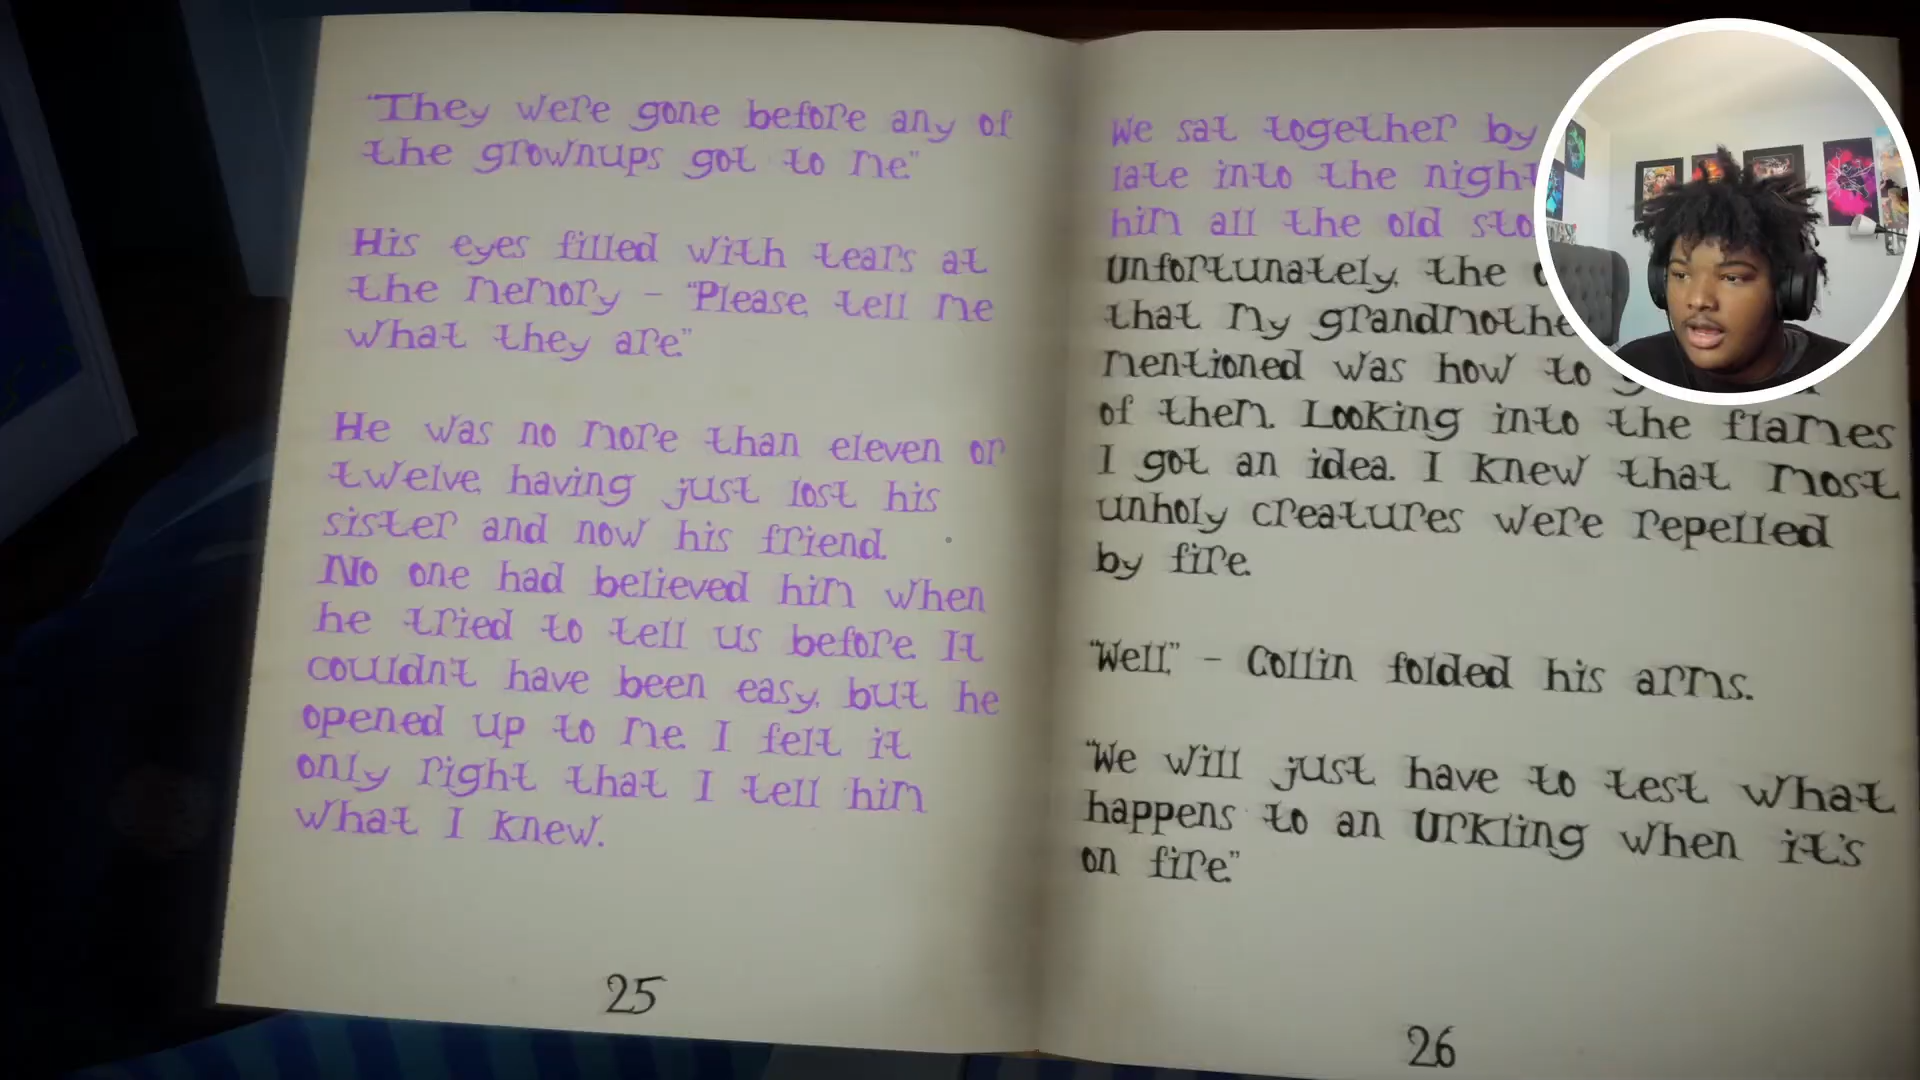 "They were gone before any of
the grownups got to me."
His eyes filled with tears at
the memory - "Please, tell me
what they are."
He was no more than eleven or
twelve, having just lost his
sister and now his friend.
No one had believed him when
he tried to tell us before. It
couldn't have been easy, but he
opened up to me. I felt it
only right that I tell him
what I knew.
25
We sat together by
late into the night
him all the old
Unfortunately, the
that my
mentioned was how to
of them. Looking into the flames
I got an idea. I knew that most
unholy creatures were repelled
by fire.
"Well," - Collin folded his arms.
"We will just have to test what
happens to an Urkling when it's
on fire."
26